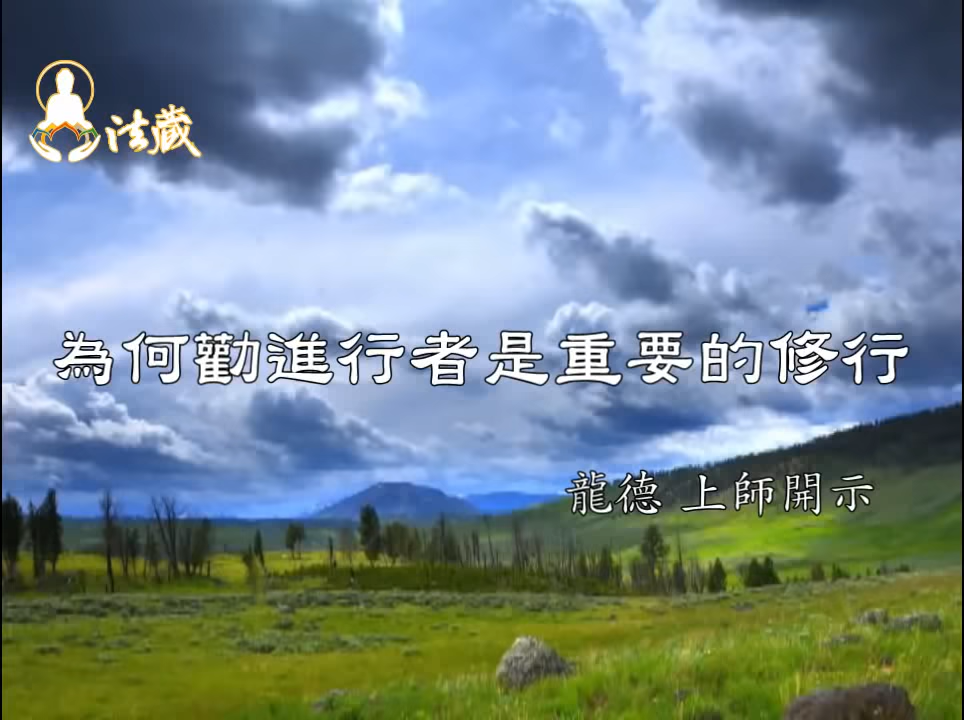 法藏
為何勸進行者是重要的修行
龍德 上師開示